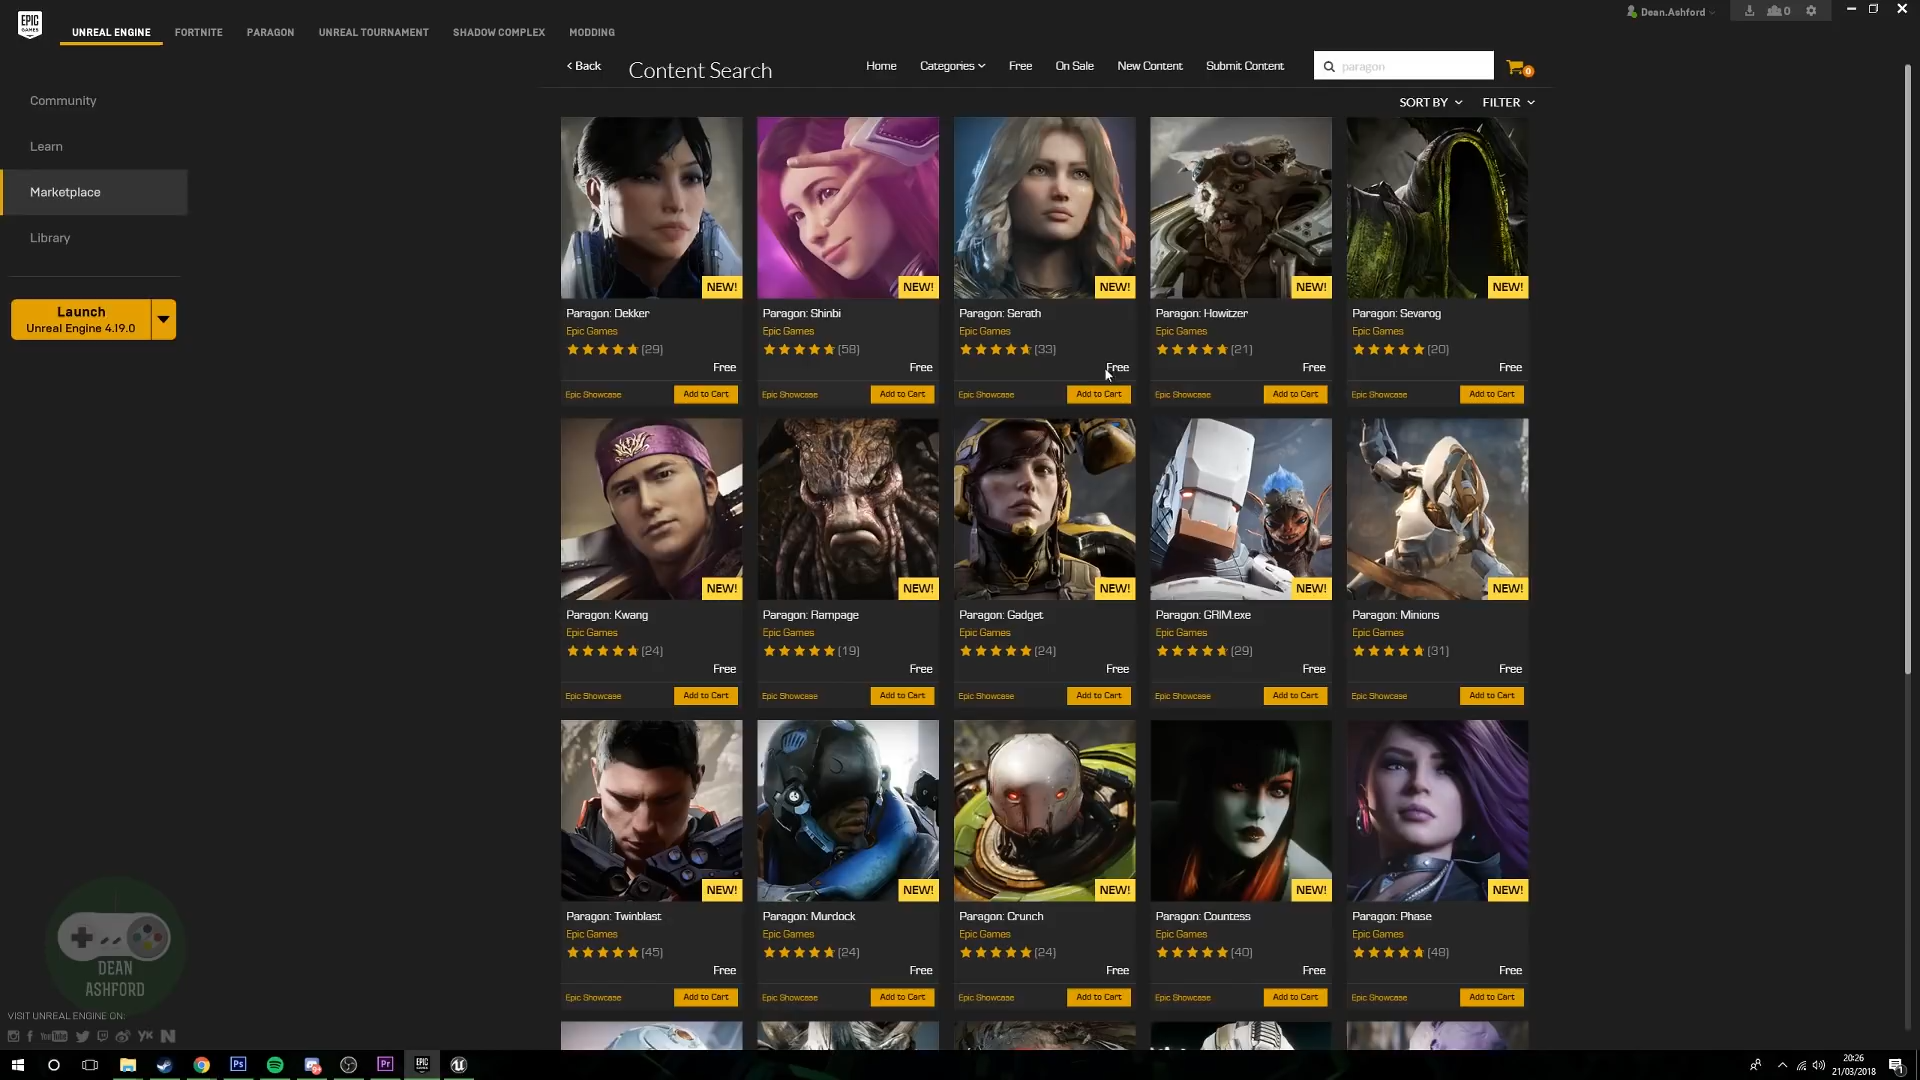 EPIC GAMES
UNREAL ENGINE FORTNITE PARAGON UNREAL TOURNAMENT SHADOW COMPLEX MODDING
Dean.Ashford
0
Back
Content Search
Home Categories Free On Sale New Content Submit Content
paragon
0
SORT BY FILTER
Community
Learn
Marketplace
Library
Launch
Unreal Engine 4.19.0
NEW! NEW! NEW! NEW! NEW!
Paragon: Dekker Paragon: Shinbi Paragon: Serath Paragon: Howitzer Paragon: Sevarog
Epic Games Epic Games Epic Games Epic Games Epic Games
(29) (58) (33) (21) (20)
Free Free Free Free Free
Epic Showcase Add to Cart Epic Showcase Add to Cart Epic Showcase Add to Cart Epic Showcase Add to Cart Epic Showcase Add to Cart
NEW! NEW! NEW! NEW! NEW!
Paragon: Kwang Paragon: Rampage Paragon: Gadget Paragon: GRIM.exe Paragon: Minions
Epic Games Epic Games Epic Games Epic Games Epic Games
(24) (19) (24) (29) (31)
Free Free Free Free Free
Epic Showcase Add to Cart Epic Showcase Add to Cart Epic Showcase Add to Cart Epic Showcase Add to Cart Epic Showcase Add to Cart
NEW! NEW! NEW! NEW! NEW!
Paragon: Twinblast Paragon: Murdock Paragon: Crunch Paragon: Countess Paragon: Phase
Epic Games Epic Games Epic Games Epic Games Epic Games
(45) (24) (24) (40) (48)
Free Free Free Free Free
Epic Showcase Add to Cart Epic Showcase Add to Cart Epic Showcase Add to Cart Epic Showcase Add to Cart Epic Showcase Add to Cart
DEAN
ASHFORD
VISIT UNREAL ENGINE ON:
YouTube
Ps Pr EPIC GAMES
20:26
21/03/2018